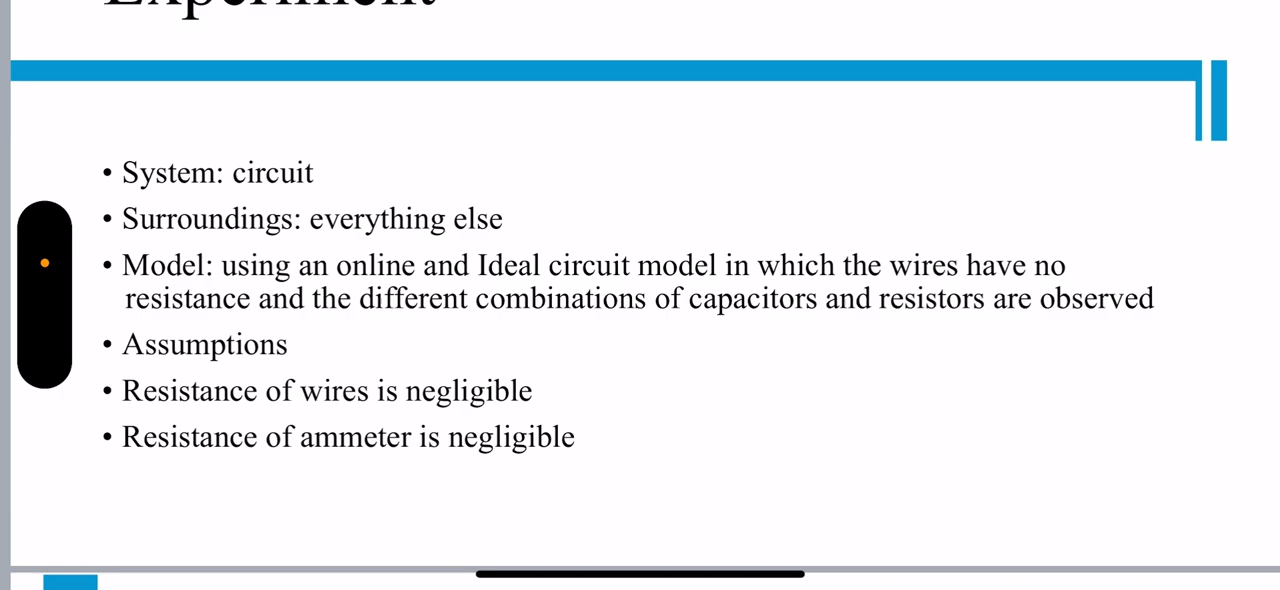 Experiment
• System: circuit
• Surroundings: everything else
• Model: using an online and Ideal circuit model in which the wires have no
resistance and the different combinations of capacitors and resistors are observed
• Assumptions
• Resistance of wires is negligible
• Resistance of ammeter is negligible